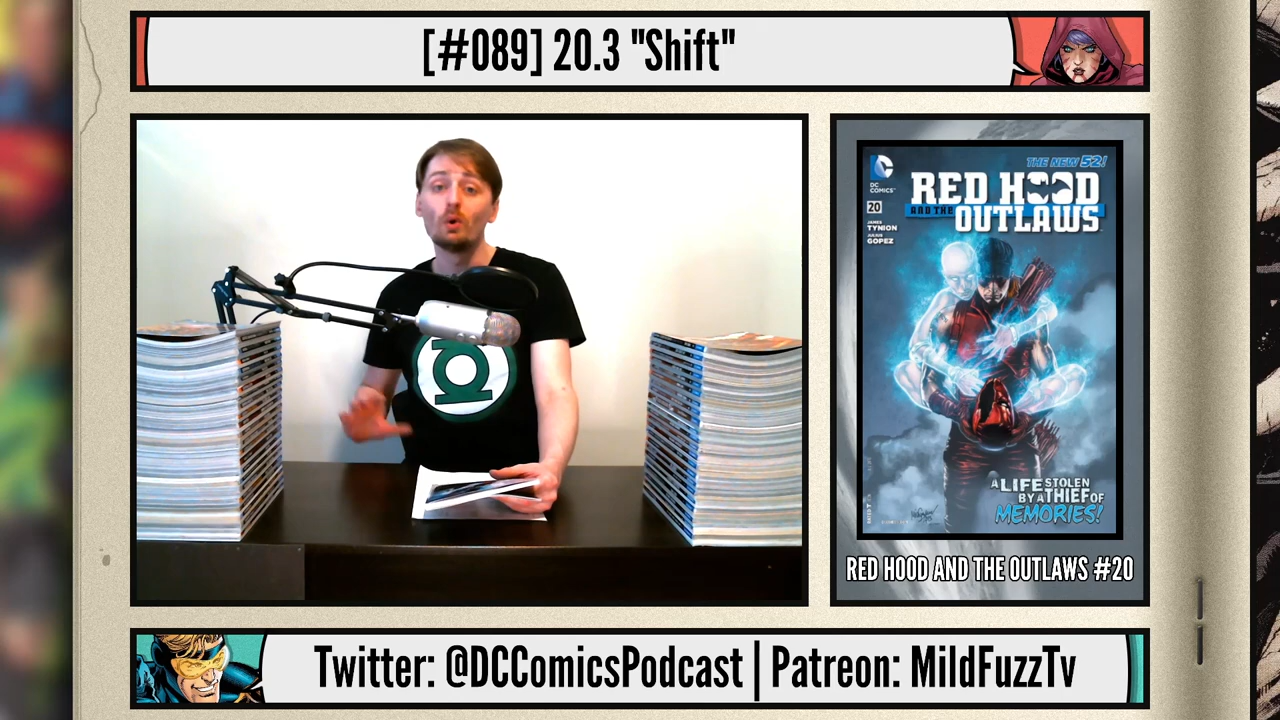 [#089] 20.3 "Shift"
THE NEW 52!
DC
COMICS
RED HOOD
AND THE
OUTLAWS
20
JAMES
TYNION
JULIUS
GOPEZ
A LIFE STOLEN
BY A THIEF OF
MEMORIES!
RED HOOD AND THE OUTLAWS #20
Twitter: @DCComicsPodcast | Patreon: MildFuzzTv